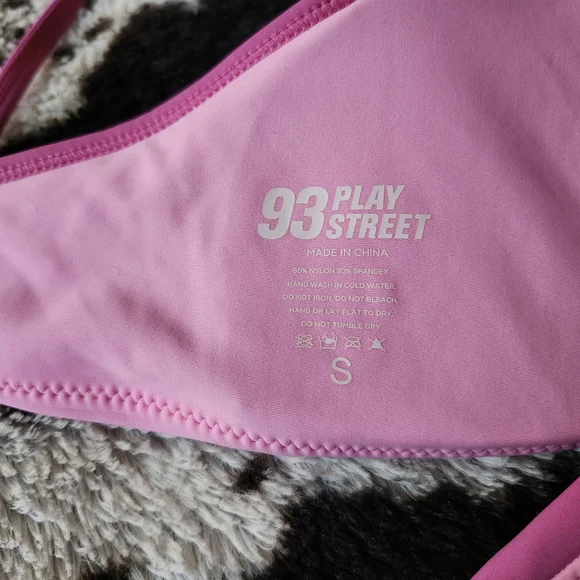 93 PLAY
STREET
MADE IN CHINA
80% NYLON 20% SPANDEX
HAND WASH IN COLD WATER,
DO NOT IRON, DO NOT BLEACH,
HANG OR LAY FLAT TO DRY,
DO NOT TUMBLE DRY
S